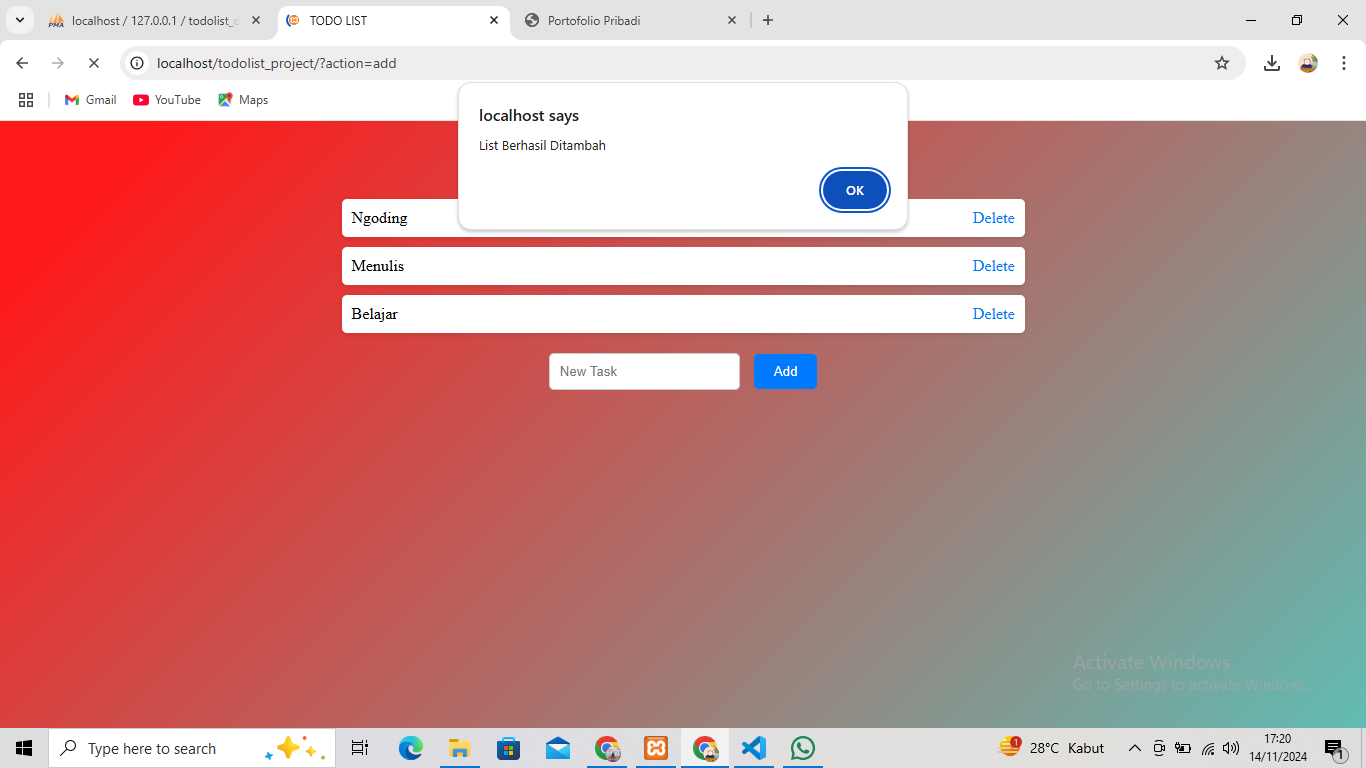 localhost / 127.0.0.1 / todolist_d
TODO LIST
Portofolio Pribadi
localhost/todolist_project/?action=add
Gmail
YouTube
Maps
localhost says
List Berhasil Ditambah
OK
Ngoding Delete
Menulis Delete
Belajar Delete
New Task Add
Activate Windows
Go to Settings to activate Windows.
Type here to search
28°C Kabut
17:20
14/11/2024